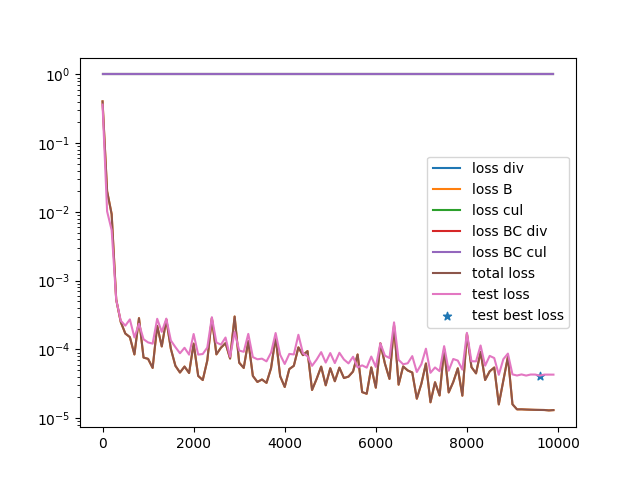 10⁰
10⁻¹
10⁻²
10⁻³
10⁻⁴
10⁻⁵
loss div
loss B
loss cul
loss BC div
loss BC cul
total loss
test loss
test best loss
0 2000 4000 6000 8000 10000